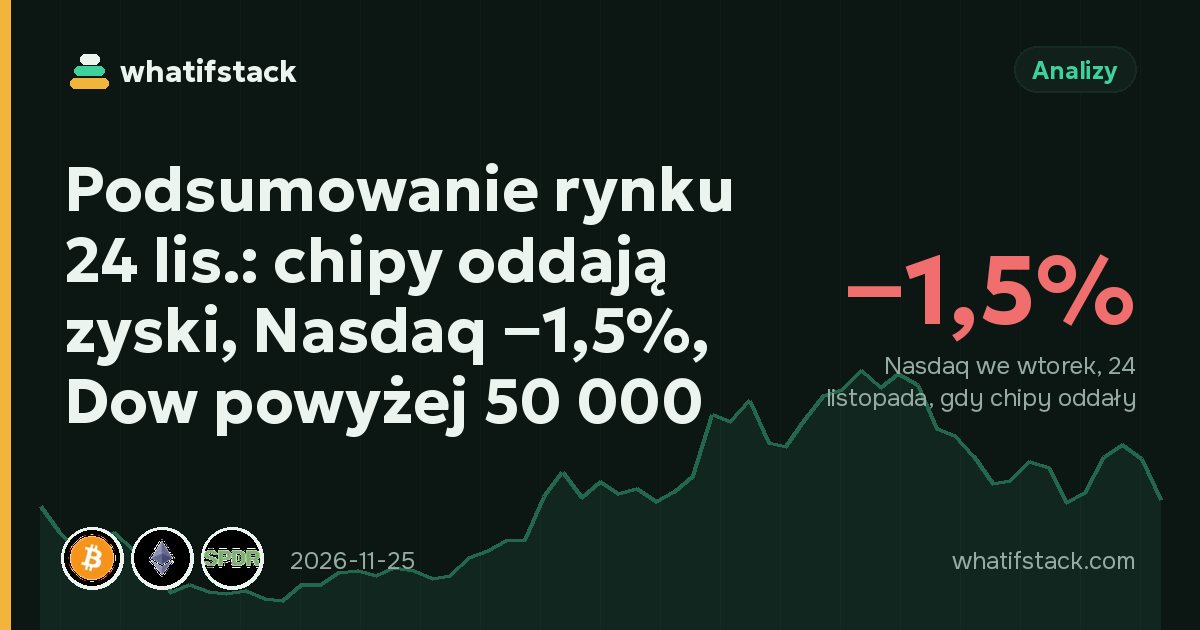 whatifstack
Analizy
Podsumowanie rynku
24 lis.: chipy oddają
zyski, Nasdaq −1,5%,
Dow powyżej 50 000
−1,5%
Nasdaq we wtorek, 24
listopada, gdy chipy oddały
SPDR
2026-11-25
whatifstack.com